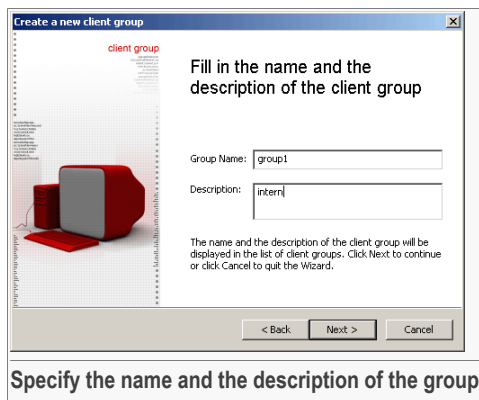 Create a new client group
client group
Fill in the name and the
description of the client group
Group Name: group1
Description: intern
The name and the description of the client group will be
displayed in the list of client groups. Click Next to continue
or click Cancel to quit the Wizard.
< Back Next > Cancel
Specify the name and the description of the group